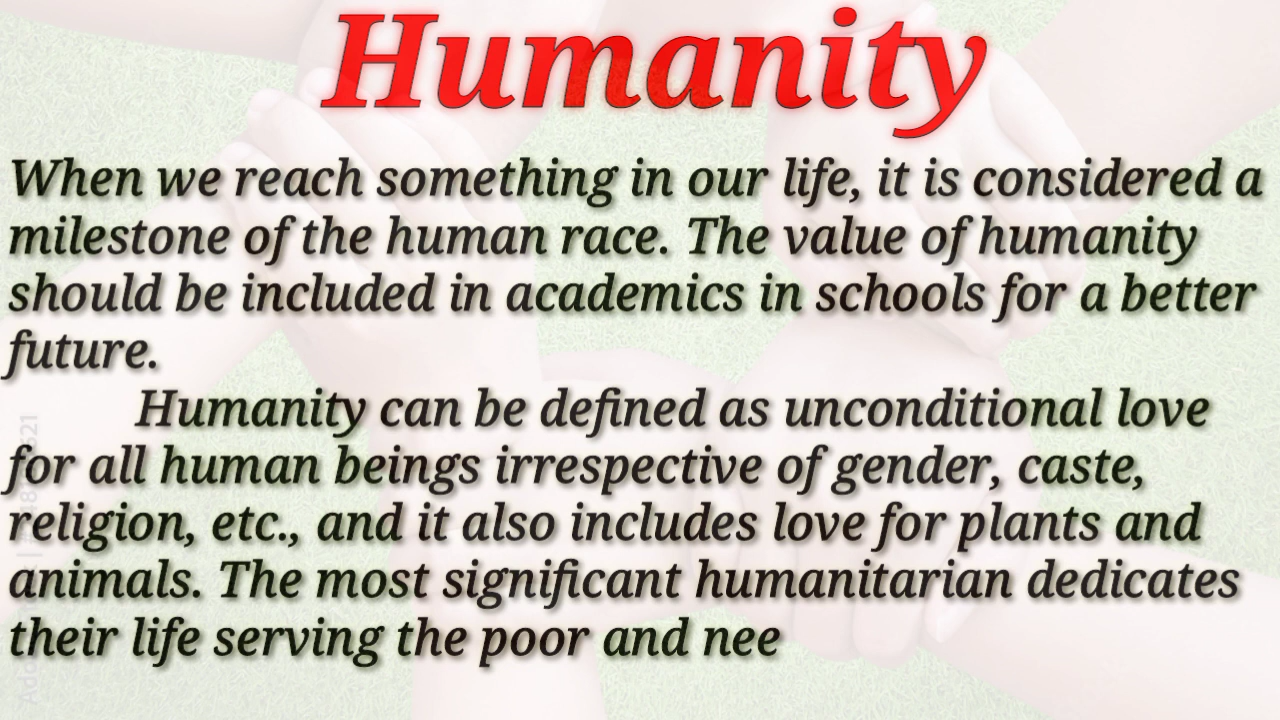 Humanity
When we reach something in our life, it is considered a
milestone of the human race. The value of humanity
should be included in academics in schools for a better
future.
Humanity can be defined as unconditional love
for all human beings irrespective of gender, caste,
religion, etc., and it also includes love for plants and
animals. The most significant humanitarian dedicates
their life serving the poor and nee